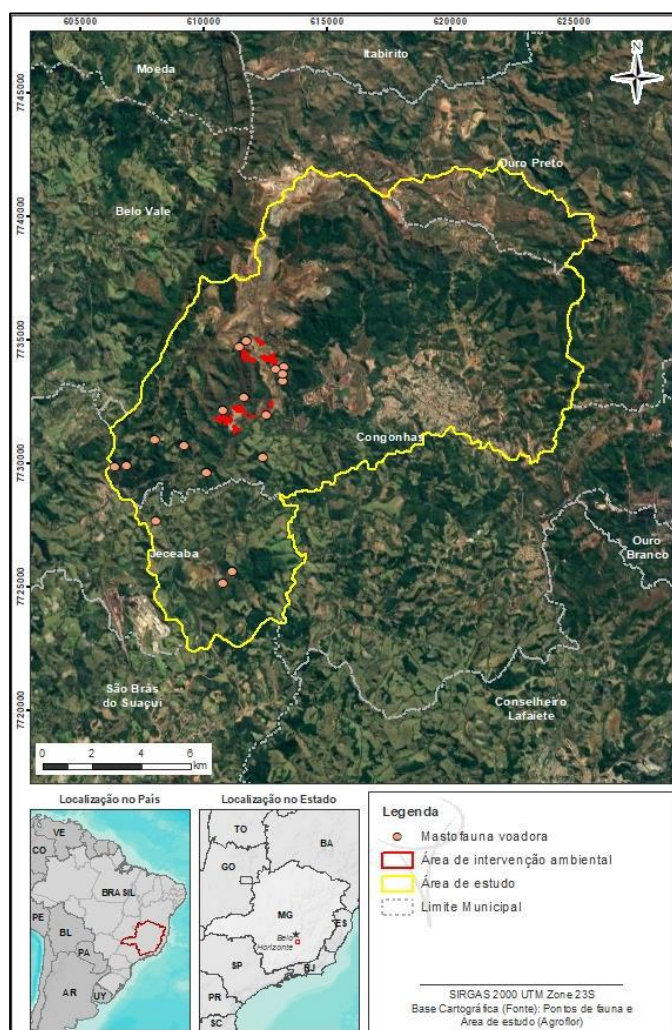 605000 610000 615000 620000 625000
Itabirito
Moeda
7745000
Ouro Preto
Belo Vale
7740000
7735000
Congonhas
7730000
Jeceaba
Ouro
Branco
7725000
São Brás
do Suaçuí
Conselheiro
Lafaiete
7720000
0 2 4 6
km
Localização no País
VE
CO
BRASIL
PE
BL
PA
AR
UY
Localização no Estado
TO
BA
GO
MG
ES
Belo
Horizonte
SP
RJ
PR
SC
Legenda
Mastofauna voadora
Área de intervenção ambiental
Área de estudo
Limite Municipal
SIRGAS 2000 UTM Zone 23S
Base Cartográfica (Fonte): Pontos de fauna e
Área de estudo (Agroflor)